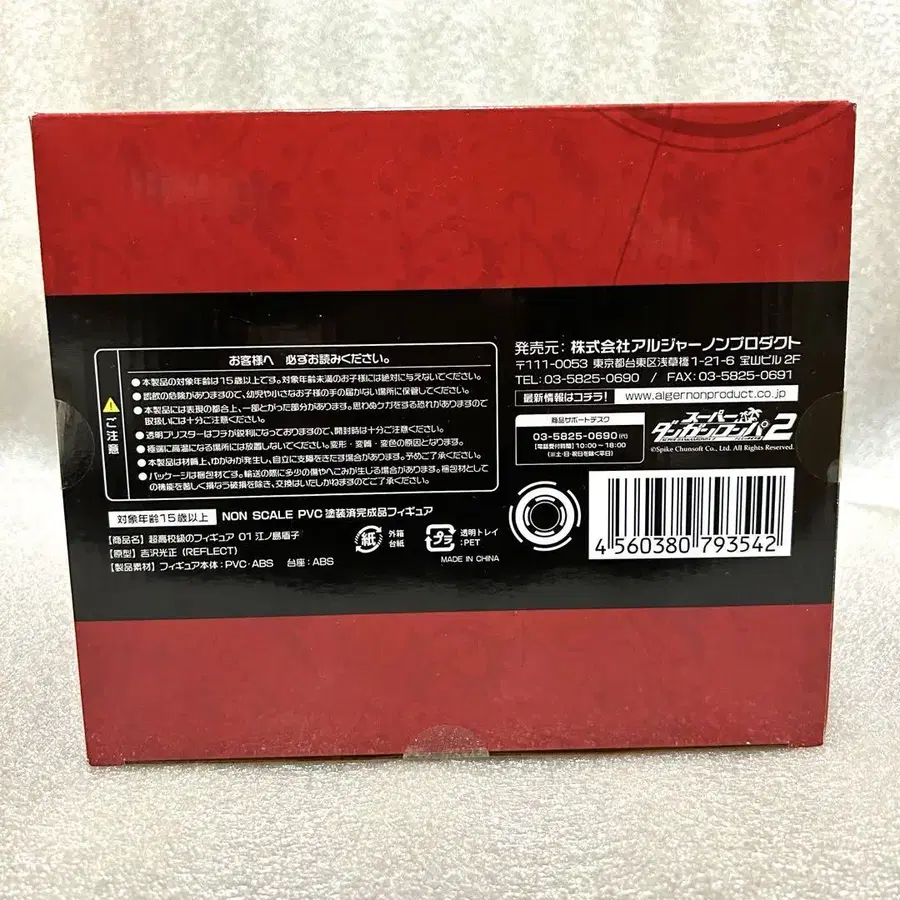 お客様へ 必ずお読みください。
ご注意
●本製品の対象年齢は15歳以上です。対象年齢未満のお子様には絶対に与えないでください。
●誤飲の危険がありますので、幼児や小さなお子様の手の届かない場所に保管してください。
●本製品には表現の都合上、一部とがった部分があります。思わぬケガをする恐れがありますので
取扱いには十分ご注意ください。
●透明ブリスターはフチが鋭利になっておりますので、開封時は十分ご注意ください。
●極端に高温になる場所には放置しないでください。変形・変質・変色の原因となります。
●本製品は材質上、ゆがみが発生し、自立に支障をきたす場合があります。予めご了承ください。
●パッケージは梱包材です。輸送の際に多少の傷やへこみが生じる場合があります。梱包材として
の機能を著しく損なう破損を除き、交換はいたしかねますのでご了承ください。
対象年齢15歳以上 NON SCALE PVC塗装済完成品フィギュア
【商品名】超高校級のフィギュア 01 江ノ島盾子
【原型】吉沢光正 (REFLECT)
【製品素材】フィギュア本体:PVC・ABS 台座:ABS
紙 外箱
台紙
プラ 透明トレイ
:PET
MADE IN CHINA
発売元: 株式会社アルジャーノンプロダクト
〒111-0053 東京都台東区浅草橋1-21-6 宝山ビル 2F
TEL:03-5825-0690 / FAX:03-5825-0691
最新情報はコチラ! www.algernonproduct.co.jp
商品サポートデスク
03-5825-0690(代)
【電話受付時間】10:00~18:00
(※土・日・祝日を除く平日)
スーパー
ダンガンロンパ2
©Spike Chunsoft Co., Ltd. All Rights Reserved.
4 560380 793542